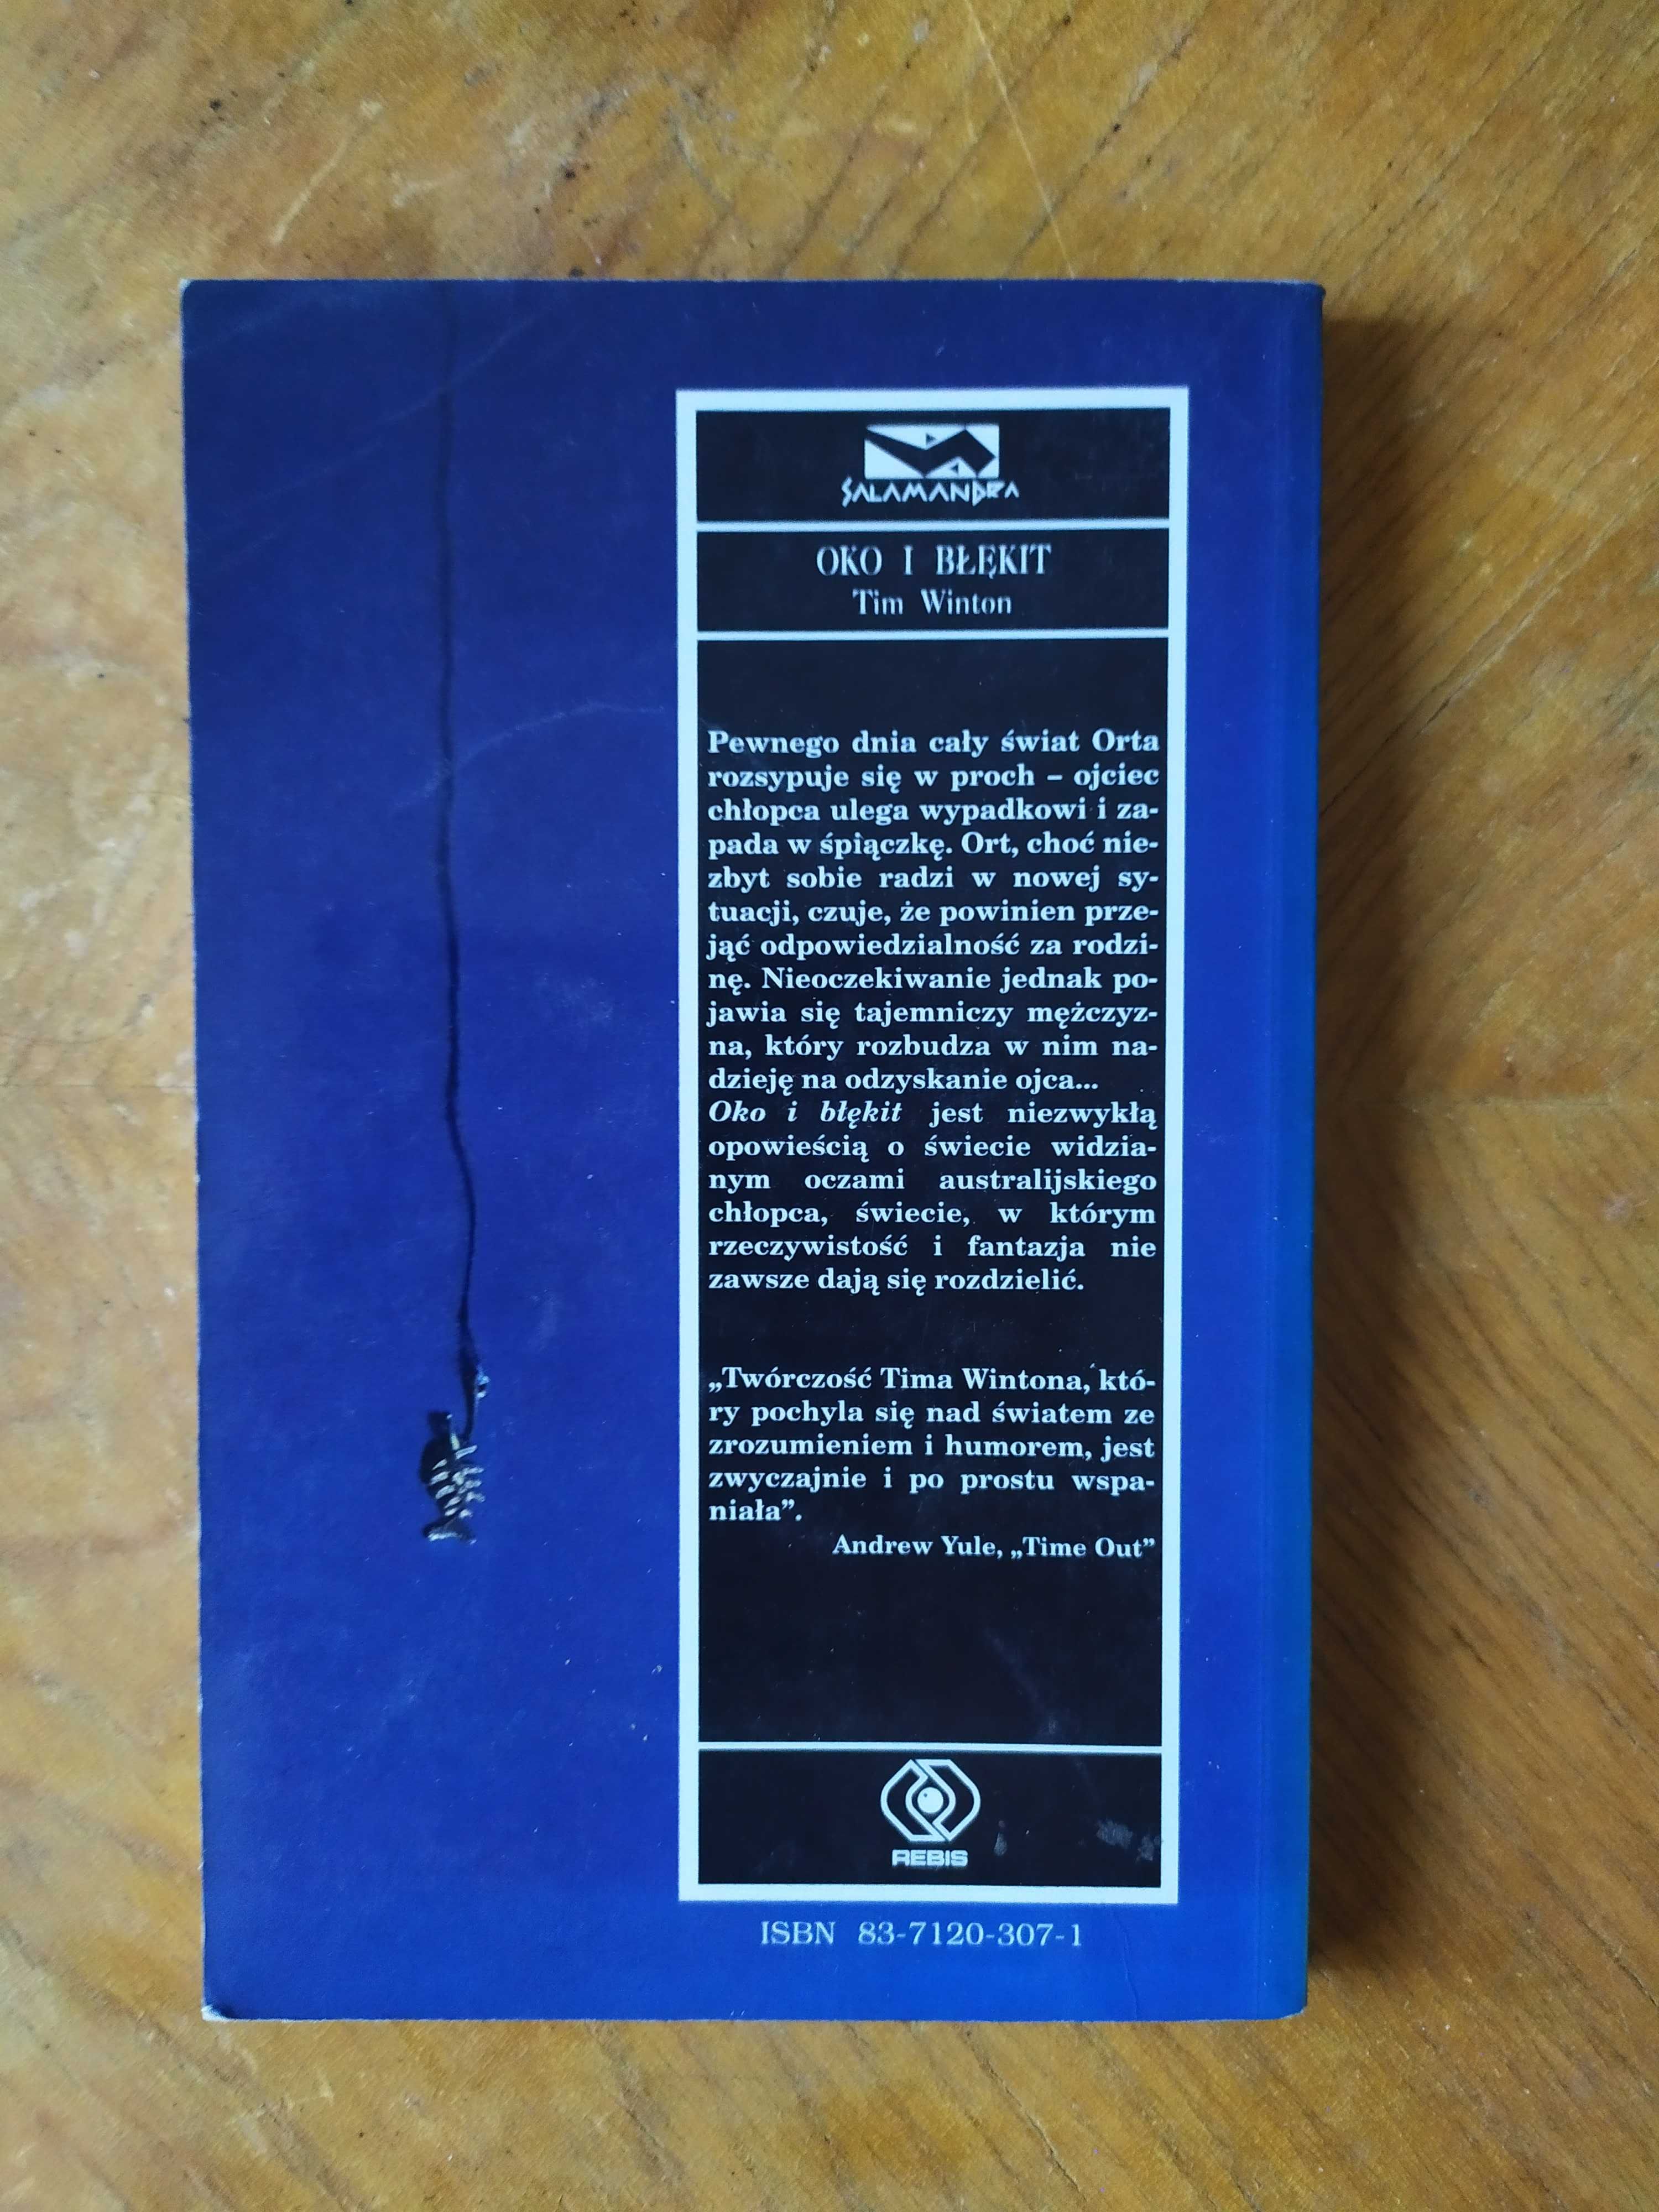 SALAMANDRA
OKO I BŁĘKIT
Tim Winton
Pewnego dnia cały świat Orta
rozsypuje się w proch – ojciec
chłopca ulega wypadkowi i za-
pada w śpiączkę. Ort, choć nie-
zbyt sobie radzi w nowej sy-
tuacji, czuje, że powinien prze-
jąć odpowiedzialność za rodzi-
nę. Nieoczekiwanie jednak po-
jawia się tajemniczy mężczyz-
na, który rozbudza w nim na-
dzieję na odzyskanie ojca...
Oko i błękit jest niezwykłą
opowieścią o świecie widzia-
nym oczami australijskiego
chłopca, świecie, w którym
rzeczywistość i fantazja nie
zawsze dają się rozdzielić.
„Twórczość Tima Wintona, któ-
ry pochyla się nad światem ze
zrozumieniem i humorem, jest
zwyczajnie i po prostu wspa-
niała”.
Andrew Yule, „Time Out”
REBIS
ISBN 83-7120-307-1